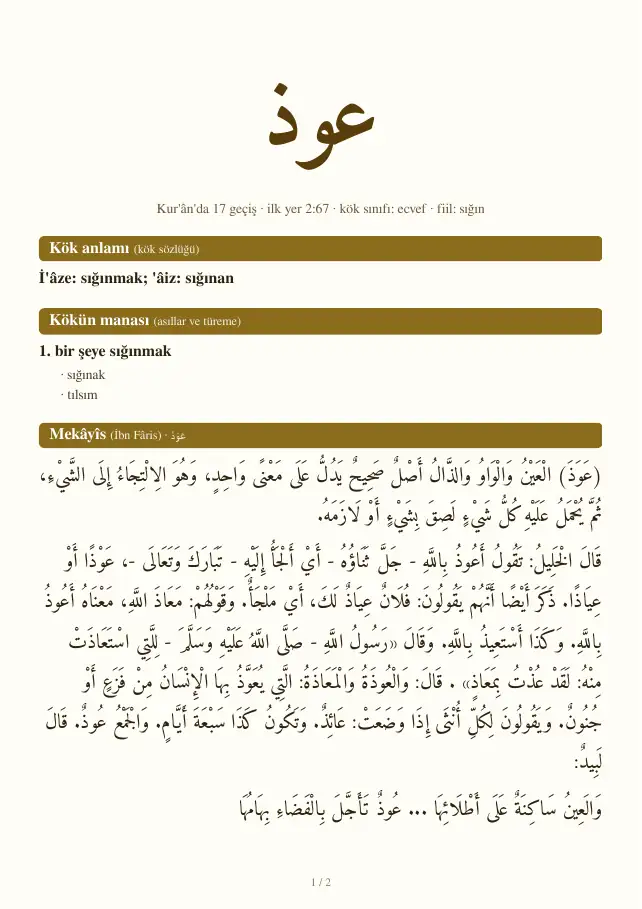 عوذ
Kur'ân'da 17 geçiş · ilk yer 2:67 · kök sınıfı: ecvef · fiil: sığın
Kök anlamı (kök sözlüğü)
İ'âze: sığınmak; 'âiz: sığınan
Kökün manası (asıllar ve türeme)
1. bir şeye sığınmak
· sığınak
· tılsım
Mekâyîs (İbn Fâris) · عَوَذَ
(عَوَذَ) الْعَيْنُ وَالْوَاوُ وَالذَّالُ أَصْلٌ صَحِيحٌ يَدُلُّ عَلَى مَعْنًى وَاحِدٍ، وَهُوَ الِالْتِجَاءُ إِلَى الشَّيْءِ،
ثُمَّ يُحْمَلُ عَلَيْهِ كُلُّ شَيْءٍ لَصِقَ بِشَيْءٍ أَوْ لَازَمَهُ.
قَالَ الْخَلِيلُ: تَقُولُ أَعُوذُ بِاللَّهِ - جَلَّ ثَنَاؤُهُ - أَيْ أَلْجَأُ إِلَيْهِ - تَبَارَكَ وَتَعَالَى -، عَوْذًا أَوْ
عِيَاذًا. ذَكَرَ أَيْضًا أَنَّهُمْ يَقُولُونَ: فُلَانٌ عِيَاذٌ لَكَ، أَيْ مَلْجَأٌ. وَقَوْلُهُمْ: مَعَاذَ اللَّهِ، مَعْنَاهُ أَعُوذُ
بِاللَّهِ. وَكَذَا أَسْتَعِيذُ بِاللَّهِ. وَقَالَ «رَسُولُ اللَّهِ - صَلَّى اللَّهُ عَلَيْهِ وَسَلَّمَ - لِلَّتِي اسْتَعَاذَتْ
مِنْهُ: لَقَدْ عُذْتُ بِمَعَاذٍ» . قَالَ: وَالْعُوذَةُ وَالْمَعَاذَةُ: الَّتِي يُعَوَّذُ بِهَا الْإِنْسَانُ مِنْ فَزَعٍ أَوْ
جُنُونٌ. وَيَقُولُونَ لِكُلِّ أُنْثَى إِذَا وَضَعَتْ: عَائِذٌ. وَتَكُونُ كَذَا سَبْعَةَ أَيَّامٍ. وَالْجَمْعُ عُوذٌ. قَالَ
لَبِيدٌ:
وَالْعِينُ سَاكِنَةٌ عَلَى أَطْلَائِهَا ... عُوذٌ تَأَجَّلَ بِالْفَضَاءِ بِهَامُهَا
1 / 2